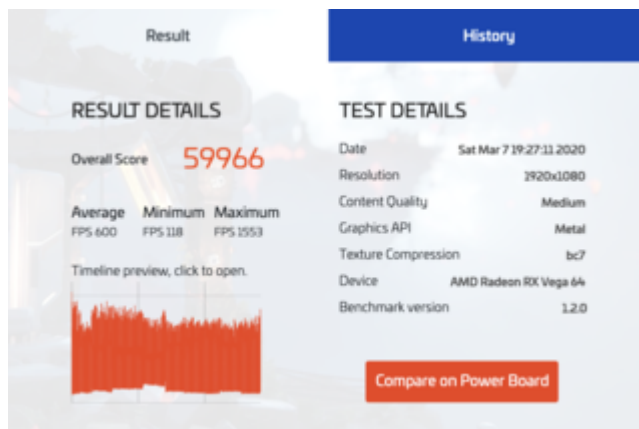 Result
History
RESULT DETAILS
Overall Score 59966
Average Minimum Maximum
FPS 600 FPS 118 FPS 1553
Timeline preview, click to open.
TEST DETAILS
Date Sat Mar 7 19:27:11 2020
Resolution 1920x1080
Content Quality Medium
Graphics API Metal
Texture Compression bc7
Device AMD Radeon RX Vega 64
Benchmark version 1.2.0
Compare on Power Board